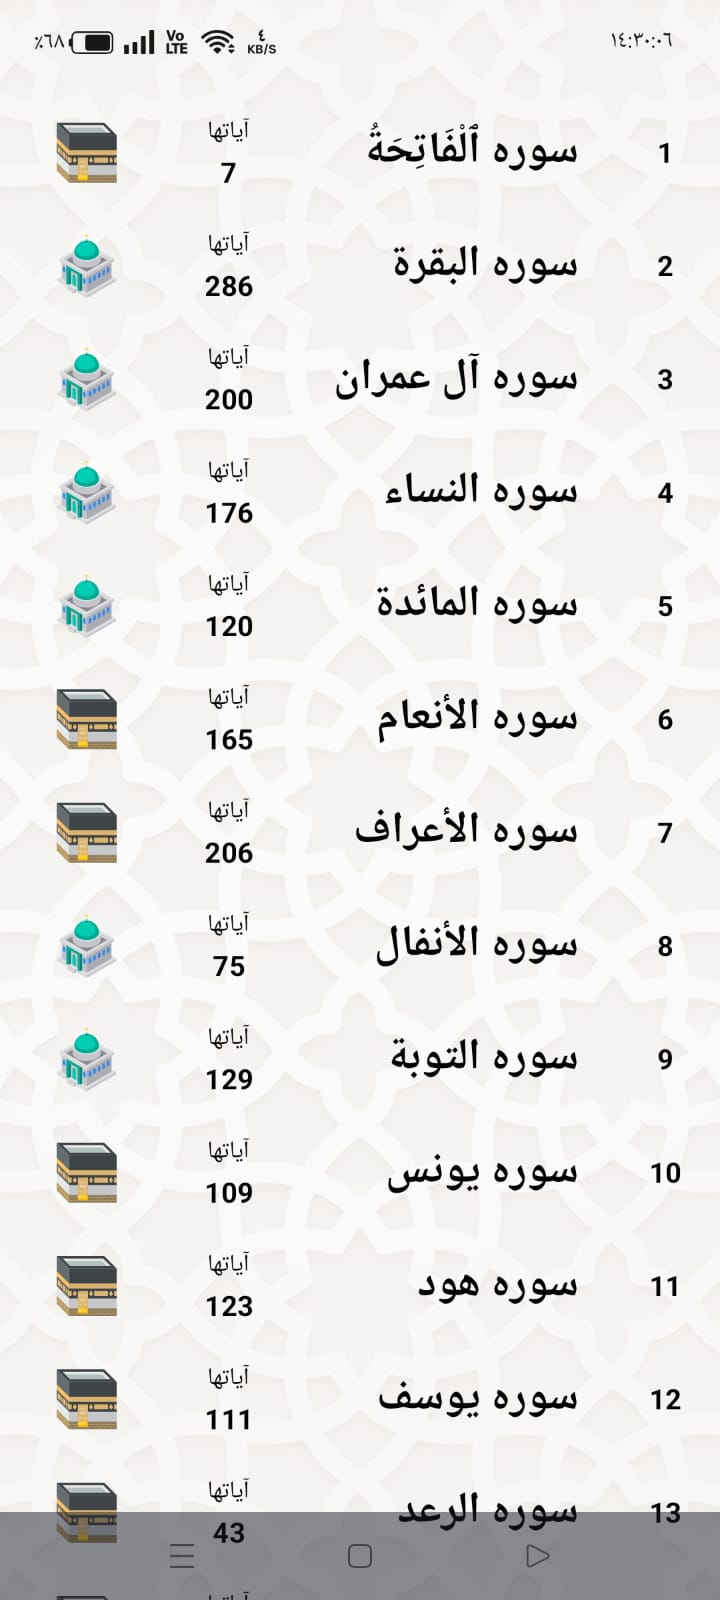 ٪٦٨ Vo LTE ٤ KB/S ١٤:٣٠:٠٦
1 سوره ٱلْفَاتِحَةُ آياتها 7
2 سوره البقرة آياتها 286
3 سوره آل عمران آياتها 200
4 سوره النساء آياتها 176
5 سوره المائدة آياتها 120
6 سوره الأنعام آياتها 165
7 سوره الأعراف آياتها 206
8 سوره الأنفال آياتها 75
9 سوره التوبة آياتها 129
10 سوره يونس آياتها 109
11 سوره هود آياتها 123
12 سوره يوسف آياتها 111
13 سوره الرعد آياتها 43